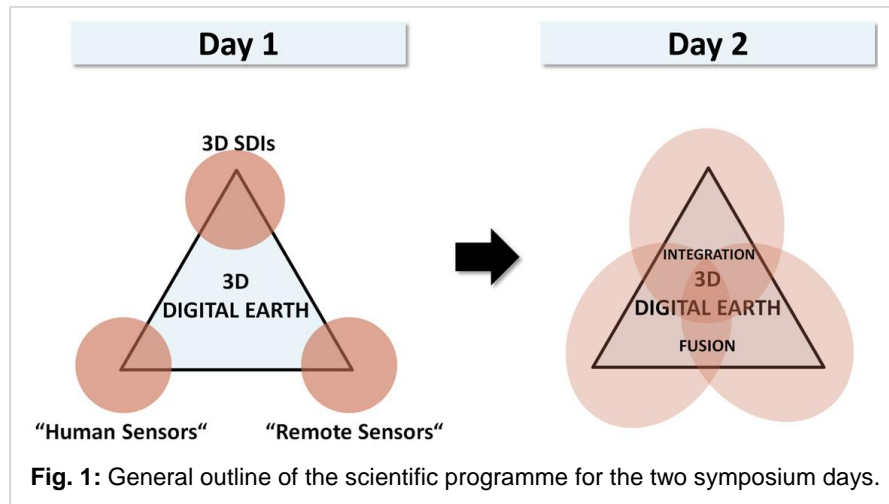 Day 1
Day 2
3D SDIs
3D
DIGITAL EARTH
"Human Sensors"
"Remote Sensors"
INTEGRATION
3D
DIGITAL EARTH
FUSION
Fig. 1: General outline of the scientific programme for the two symposium days.